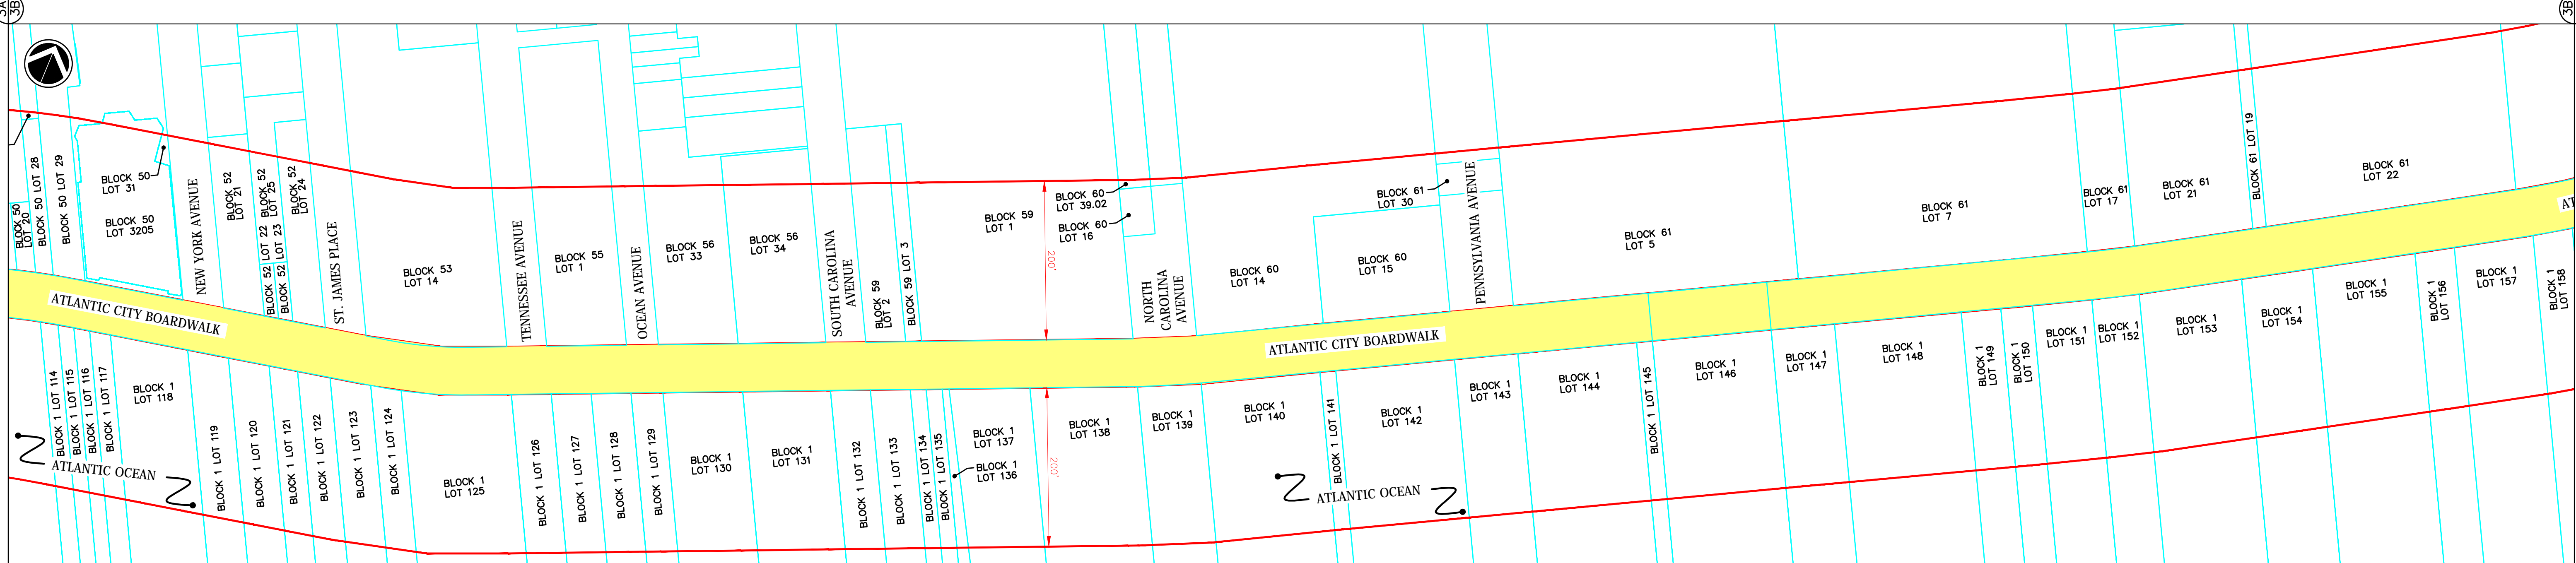 3A
3B
3B
BLOCK 50
LOT 20
BLOCK 50 LOT 28
BLOCK 50 LOT 29
BLOCK 50
LOT 31
BLOCK 50
LOT 3205
NEW YORK AVENUE
BLOCK 52
LOT 21
BLOCK 52 LOT 22
BLOCK 52
LOT 25
BLOCK 52 LOT 23
BLOCK 52
LOT 24
ST. JAMES PLACE
BLOCK 53
LOT 14
TENNESSEE AVENUE
BLOCK 55
LOT 1
OCEAN AVENUE
BLOCK 56
LOT 33
BLOCK 56
LOT 34
SOUTH CAROLINA
AVENUE
BLOCK 59
LOT 2
BLOCK 59 LOT 3
BLOCK 59
LOT 1
200'
BLOCK 60
LOT 39.02
BLOCK 60
LOT 16
NORTH
CAROLINA
AVENUE
BLOCK 60
LOT 14
BLOCK 60
LOT 15
BLOCK 61
LOT 30
PENNSYLVANIA AVENUE
BLOCK 61
LOT 5
BLOCK 61
LOT 7
BLOCK 61
LOT 17
BLOCK 61
LOT 21
BLOCK 61 LOT 19
BLOCK 61
LOT 22
ATLANTIC CITY BOARDWALK
ATLANTIC CITY BOARDWALK
AT
BLOCK 1 LOT 114
BLOCK 1 LOT 115
BLOCK 1 LOT 116
BLOCK 1 LOT 117
BLOCK 1
LOT 118
BLOCK 1 LOT 119
BLOCK 1 LOT 120
BLOCK 1 LOT 121
BLOCK 1 LOT 122
BLOCK 1 LOT 123
BLOCK 1 LOT 124
BLOCK 1
LOT 125
BLOCK 1 LOT 126
BLOCK 1 LOT 127
BLOCK 1 LOT 128
BLOCK 1 LOT 129
BLOCK 1
LOT 130
BLOCK 1
LOT 131
BLOCK 1 LOT 132
BLOCK 1 LOT 133
BLOCK 1 LOT 134
BLOCK 1 LOT 135
BLOCK 1
LOT 137
BLOCK 1
LOT 136
200'
BLOCK 1
LOT 138
BLOCK 1
LOT 139
BLOCK 1
LOT 140
BLOCK 1 LOT 141
BLOCK 1
LOT 142
BLOCK 1
LOT 143
BLOCK 1
LOT 144
BLOCK 1 LOT 145
BLOCK 1
LOT 146
BLOCK 1
LOT 147
BLOCK 1
LOT 148
BLOCK 1
LOT 149
BLOCK 1
LOT 150
BLOCK 1
LOT 151
BLOCK 1
LOT 152
BLOCK 1
LOT 153
BLOCK 1
LOT 154
BLOCK 1
LOT 155
BLOCK 1
LOT 156
BLOCK 1
LOT 157
BLOCK 1
LOT 158
ATLANTIC OCEAN
ATLANTIC OCEAN